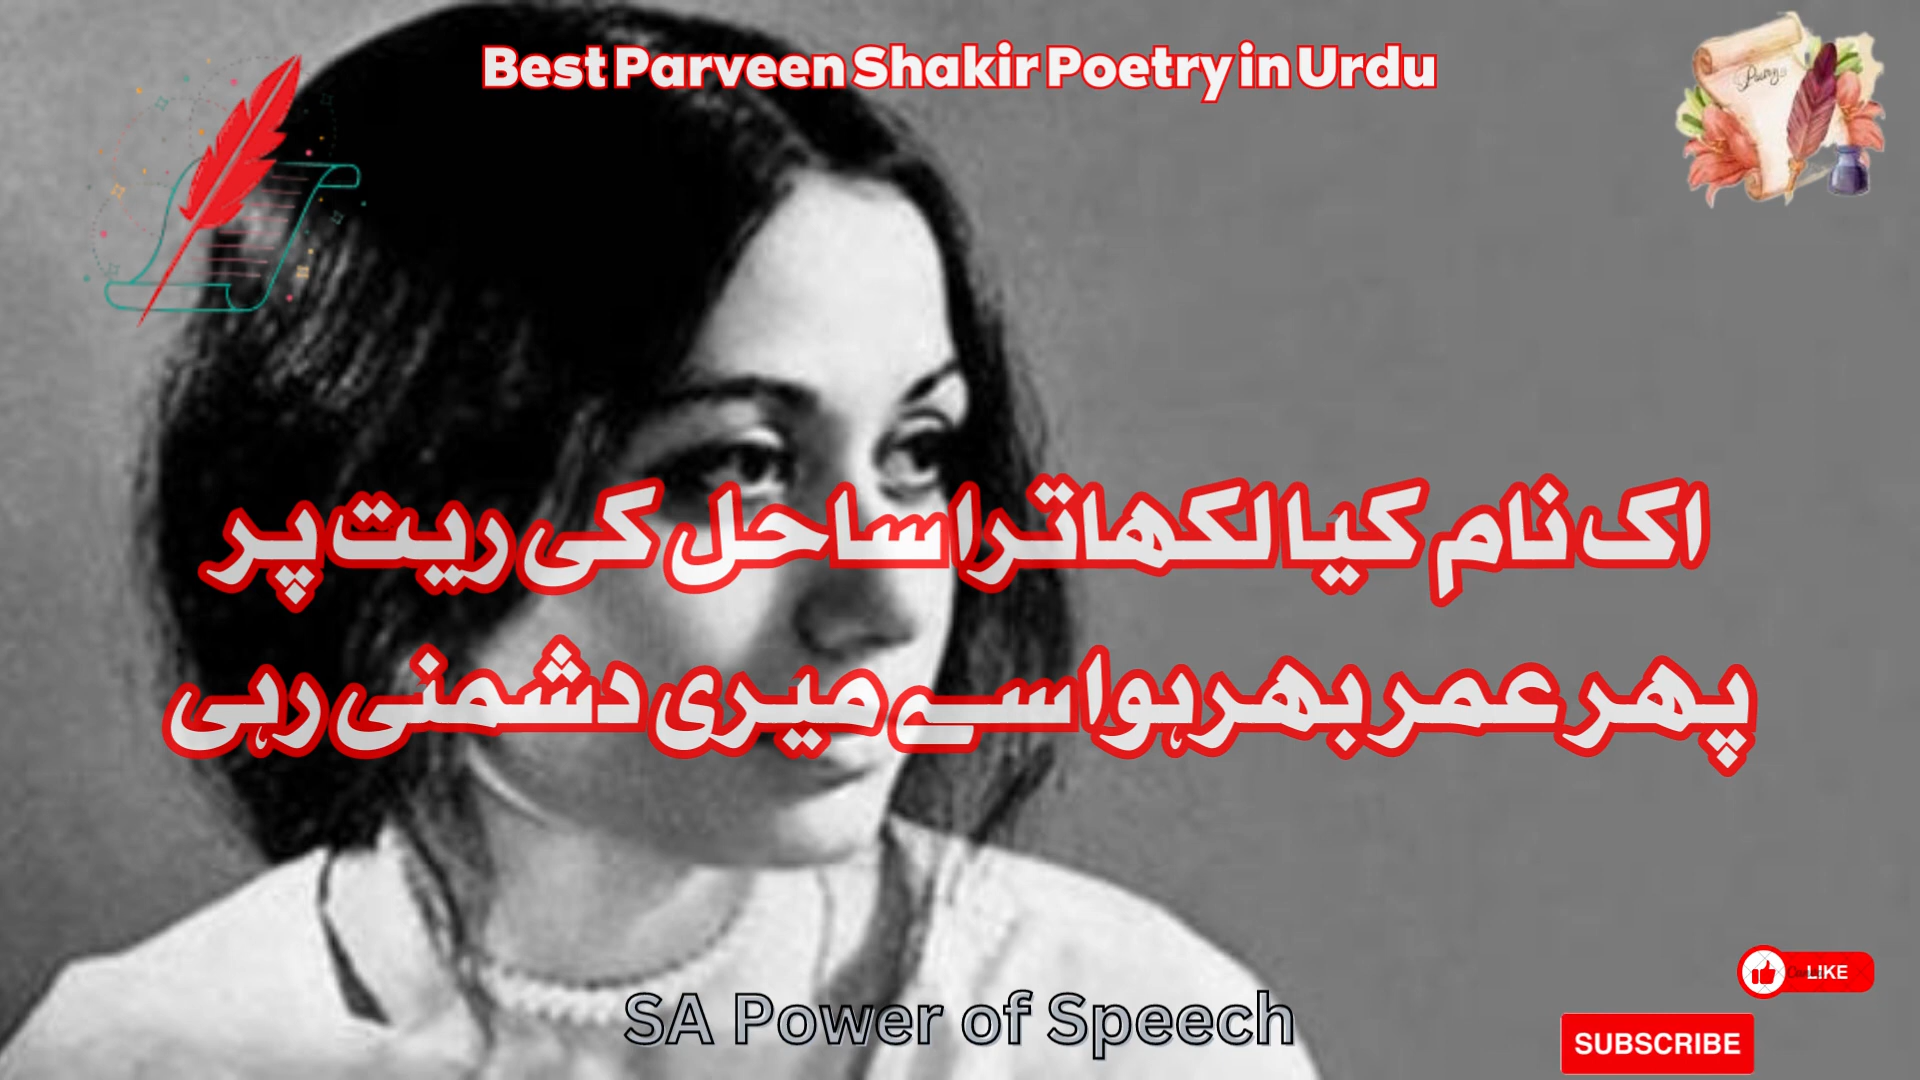 Best Parveen Shakir Poetry in Urdu
Poems
اک نام کیا لکھا ترا ساحل کی ریت پر
پھر عمر بھر ہوا سے میری دشمنی رہی
LIKE
SA Power of Speech
SUBSCRIBE